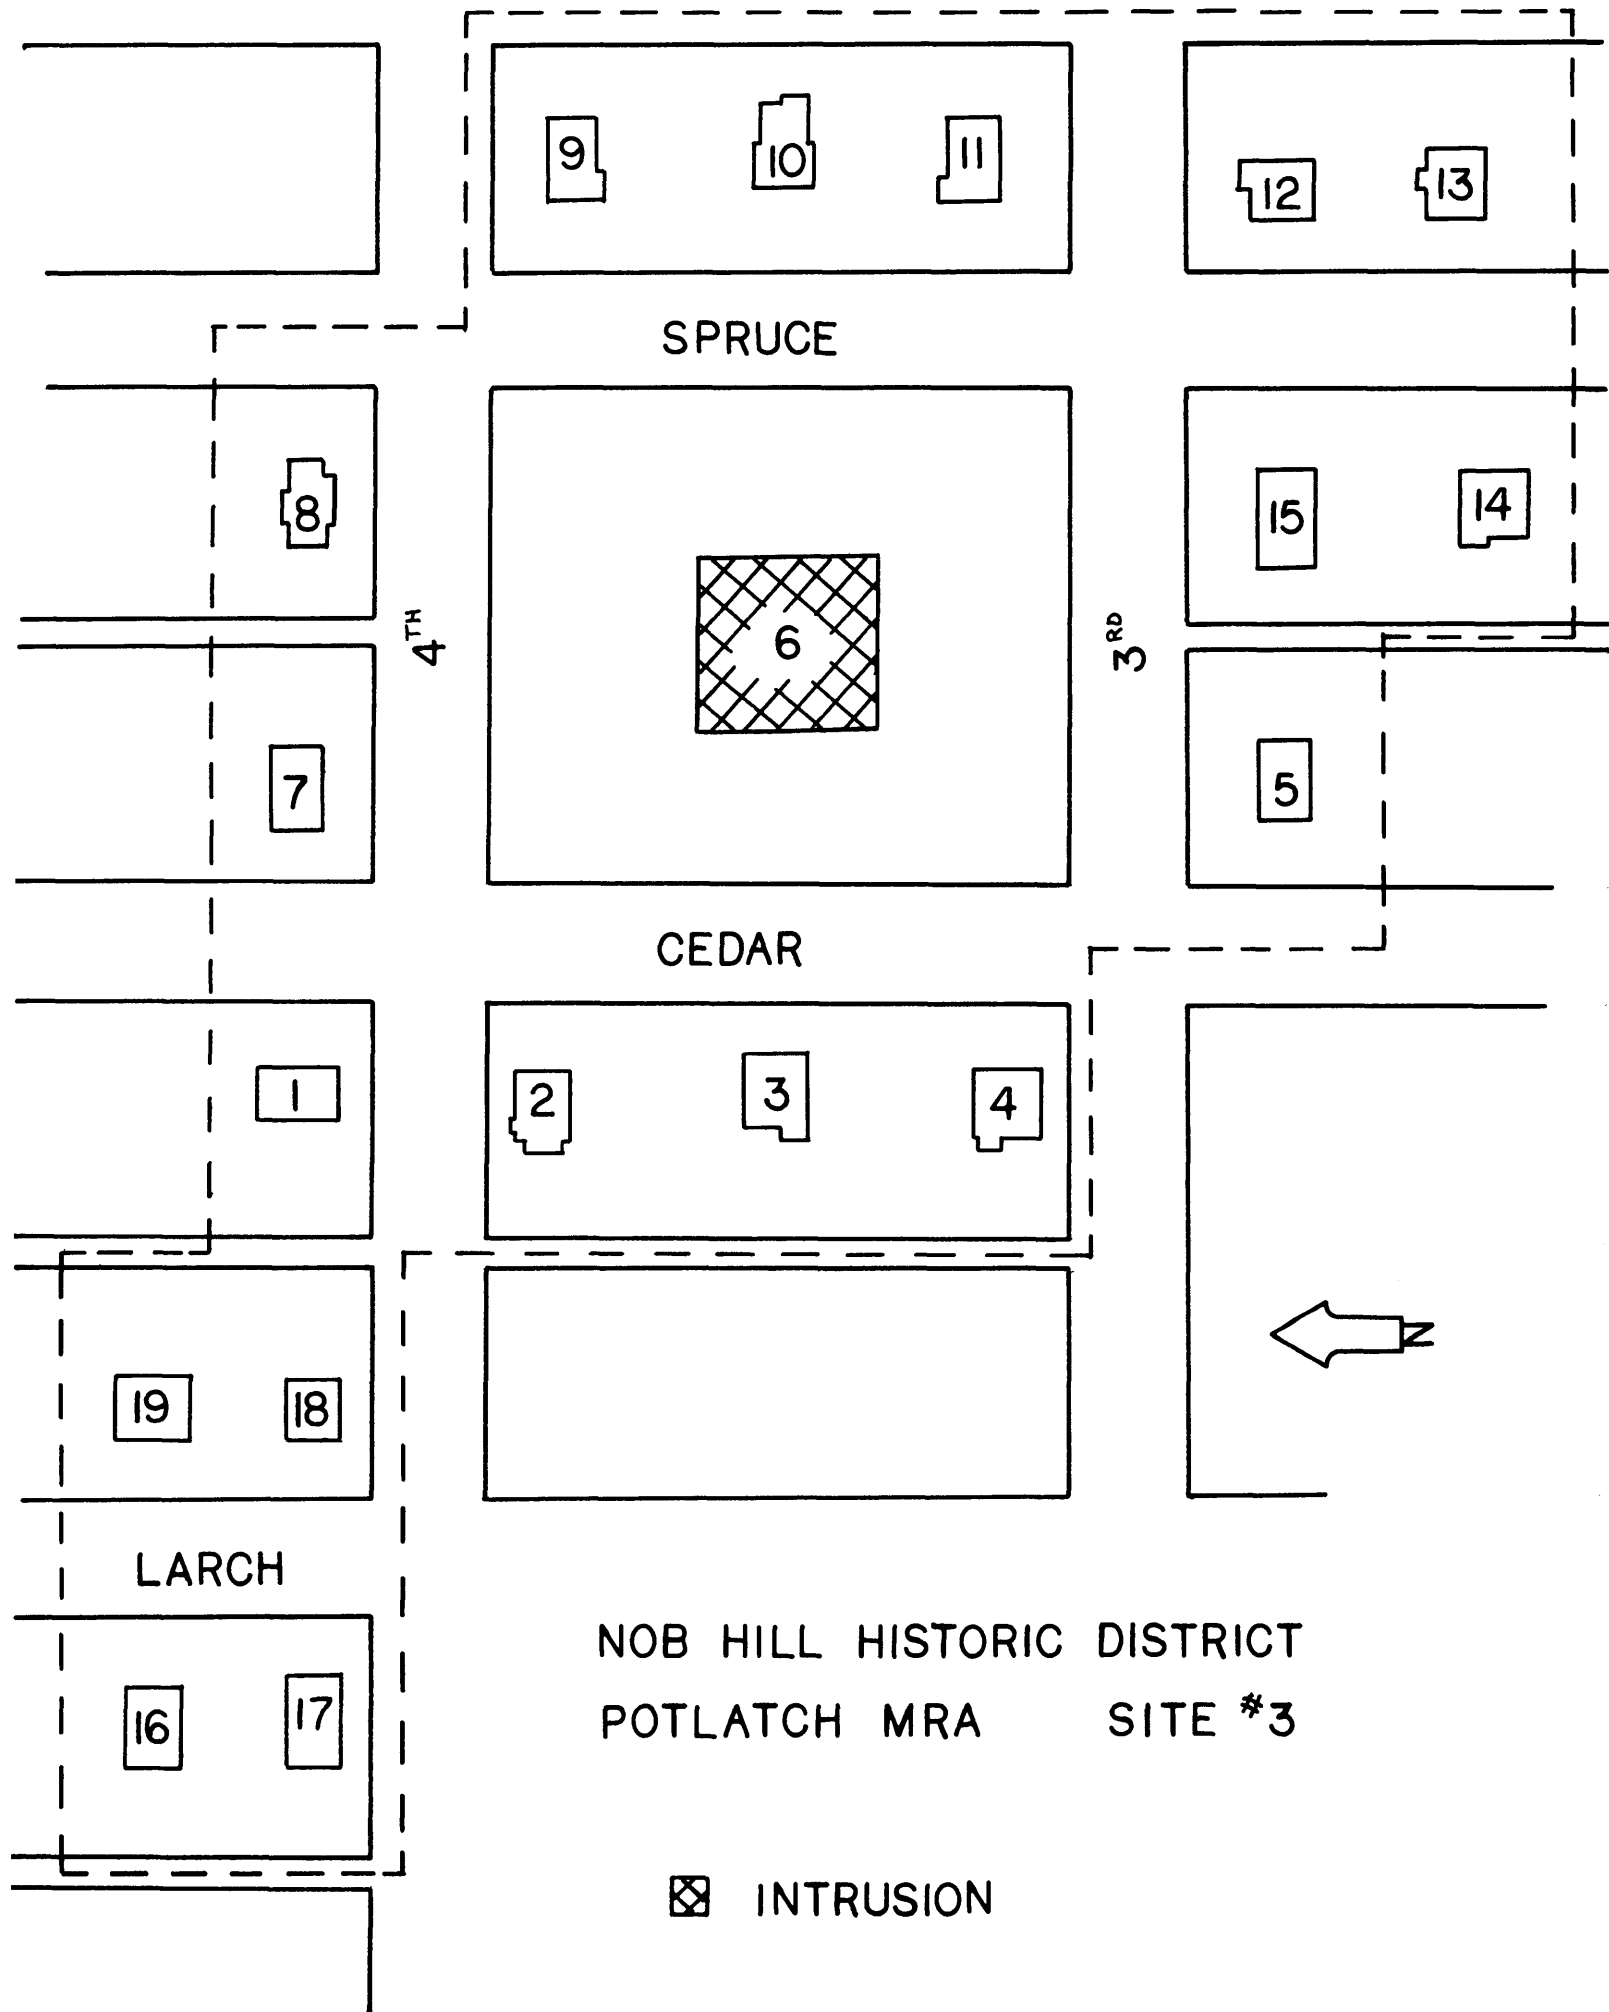 9 10 11 12 13
SPRUCE
8 15 14
4TH 6 3RD
7 5
CEDAR
1 2 3 4
N
19 18
LARCH
NOB HILL HISTORIC DISTRICT
16 17 POTLATCH MRA SITE #3
INTRUSION